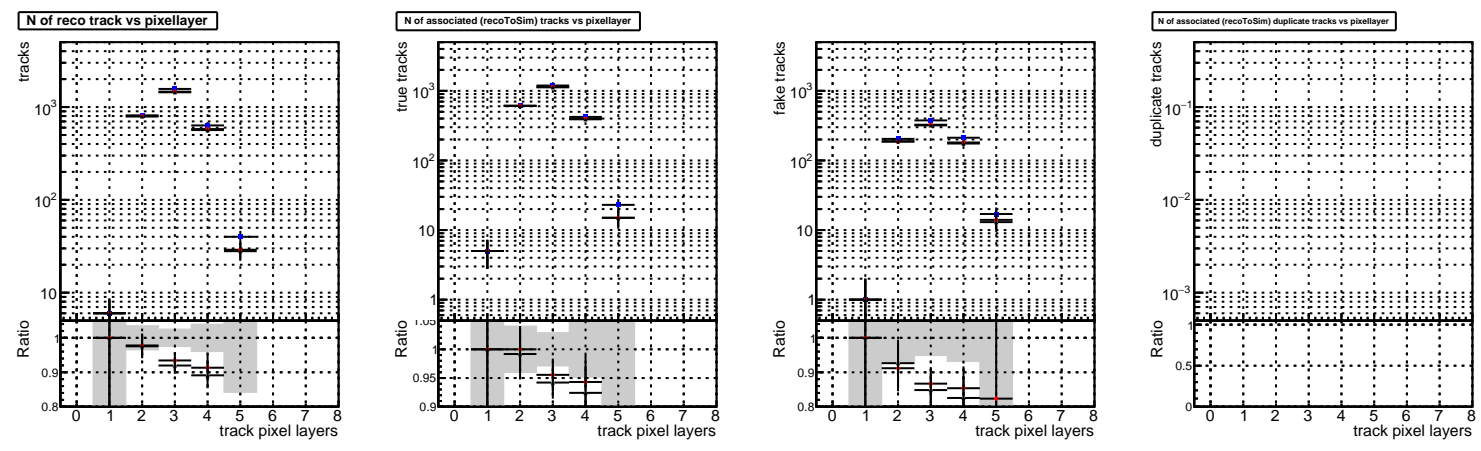 N of reco track vs pixellayer
tracks
10³
10²
10
Ratio
1
0.9
0.8
0 1 2 3 4 5 6 7 8
track pixel layers
N of associated (recoToSim) tracks vs pixellayer
true tracks
10³
10²
10
1
Ratio
1.05
1
0.95
0.9
0 1 2 3 4 5 6 7 8
track pixel layers
fake tracks
10³
10²
10
1
Ratio
1
0.9
0.8
0 1 2 3 4 5 6 7 8
track pixel layers
N of associated (recoToSim) duplicate tracks vs pixellayer
duplicate tracks
10⁻¹
10⁻²
10⁻³
Ratio
1
0.5
0
0 1 2 3 4 5 6 7 8
track pixel layers